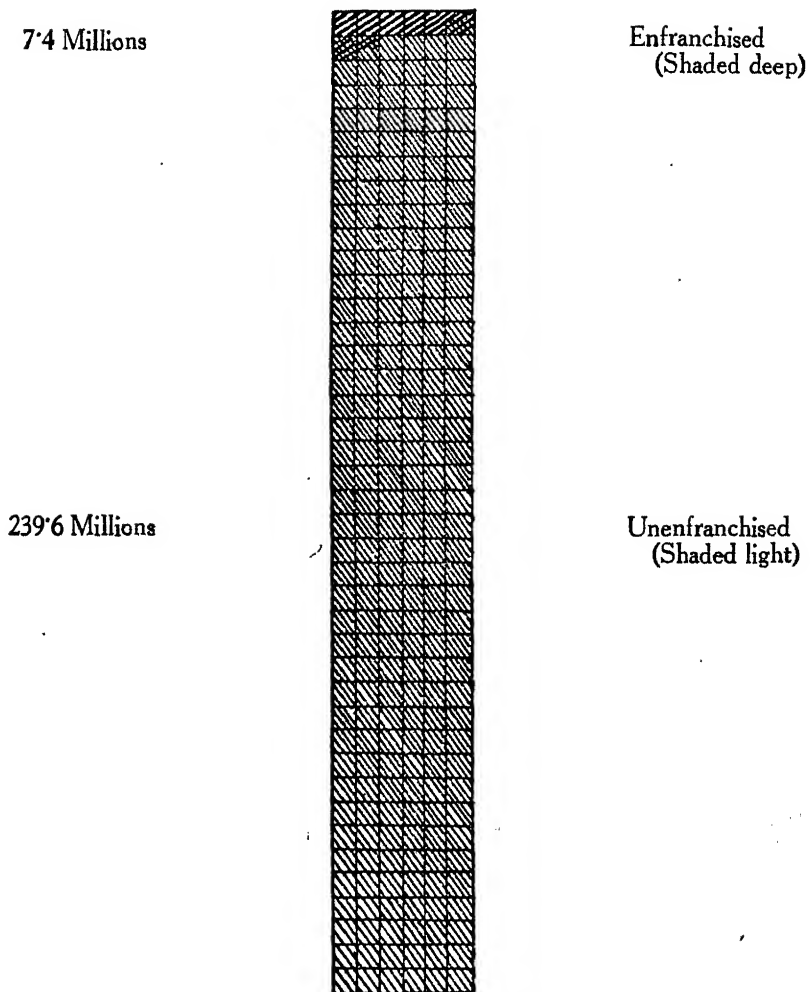 7·4 Millions
Enfranchised
(Shaded deep)
239·6 Millions
Unenfranchised
(Shaded light)